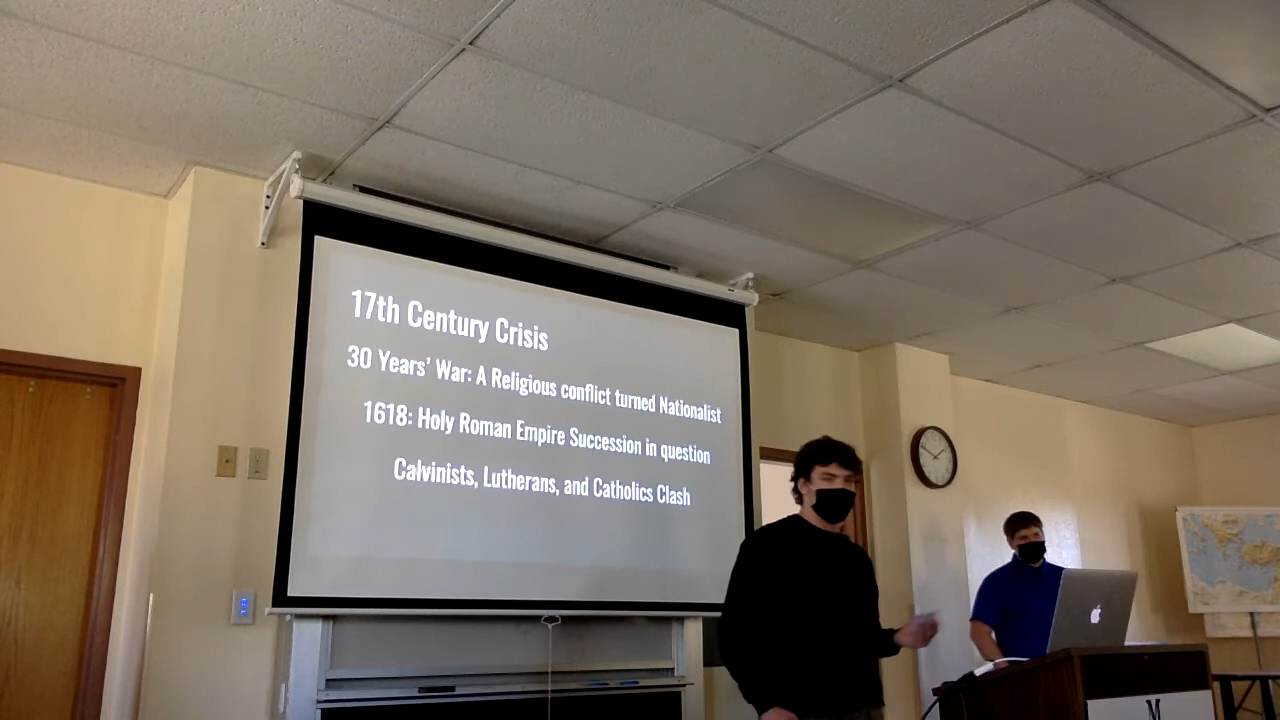 17th Century Crisis
30 Years’ War: A Religious conflict turned Nationalist
1618: Holy Roman Empire Succession in question
Calvinists, Lutherans, and Catholics Clash
M